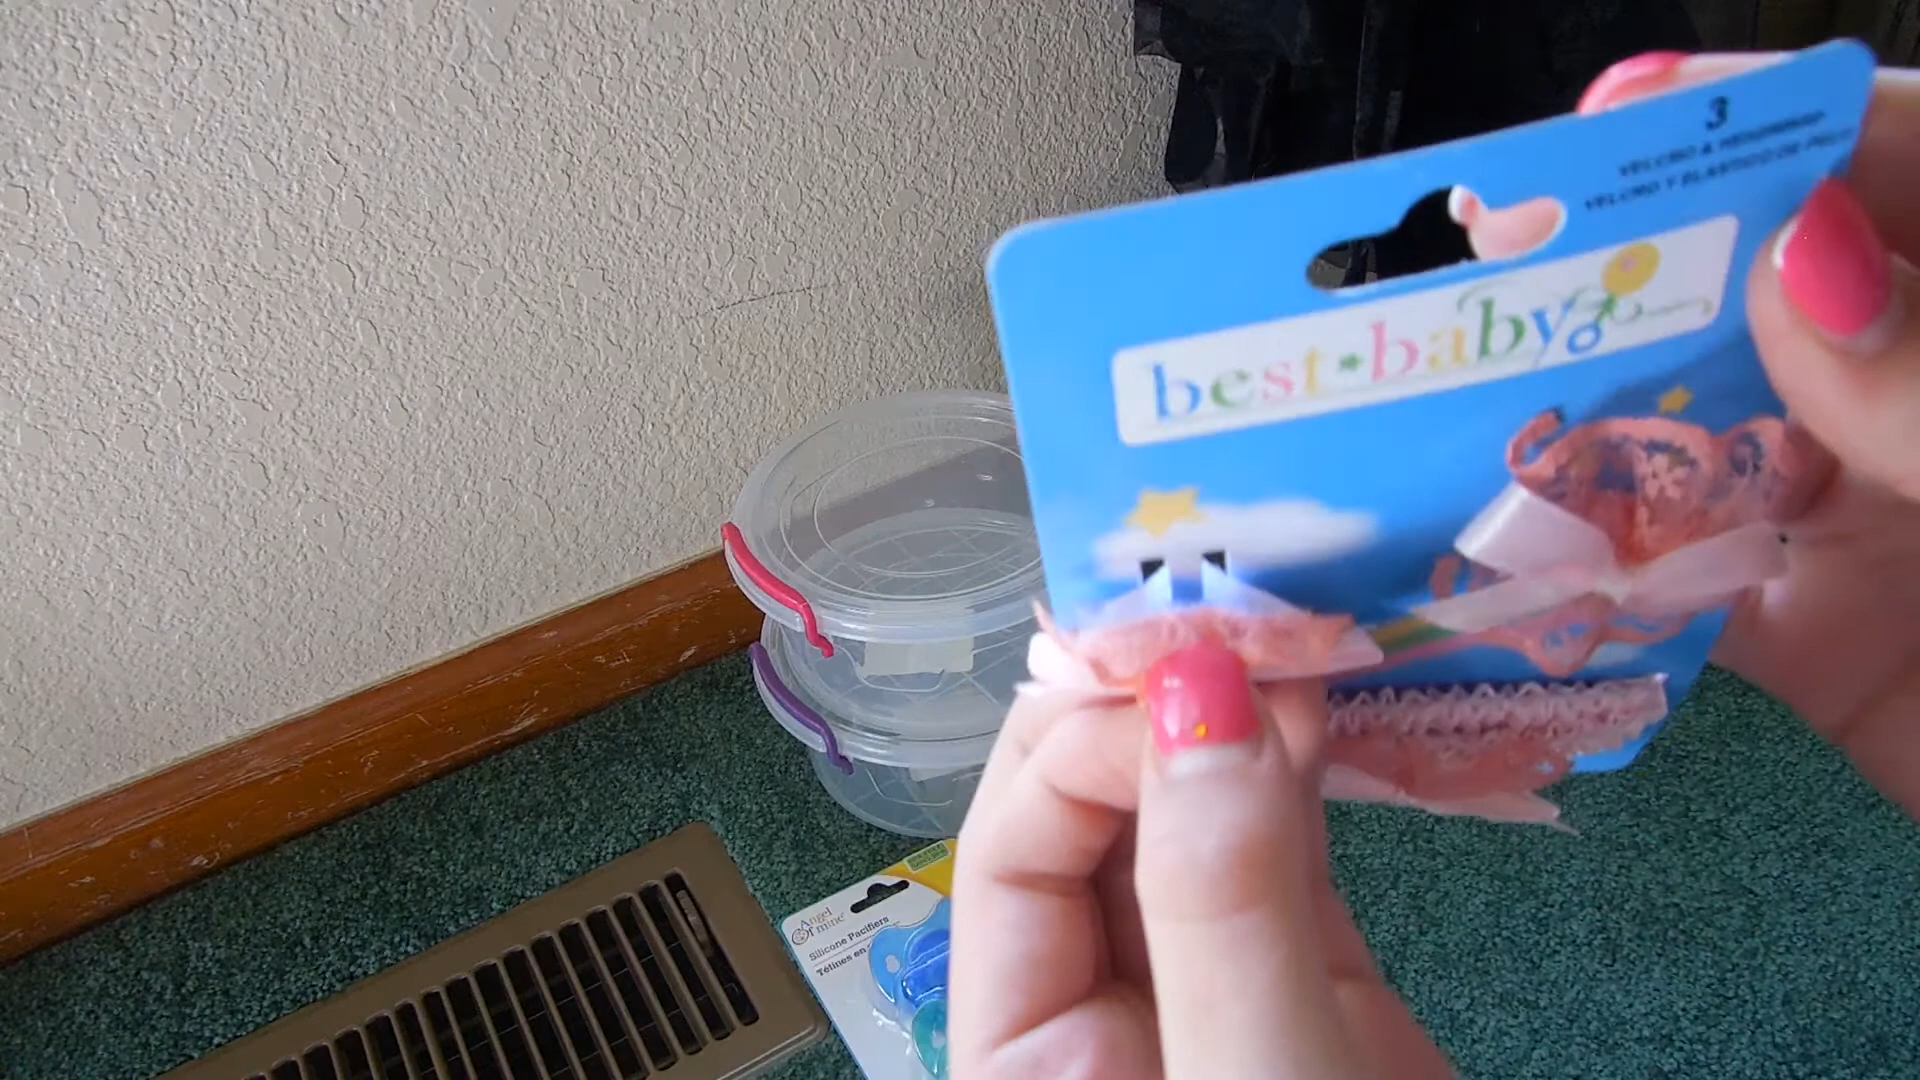 3
VELCRO & HEADWRAP
VELCRO Y ELASTICO DE PELO
best baby
Angel
Of mine
Silicone Pacifiers
Tétines en